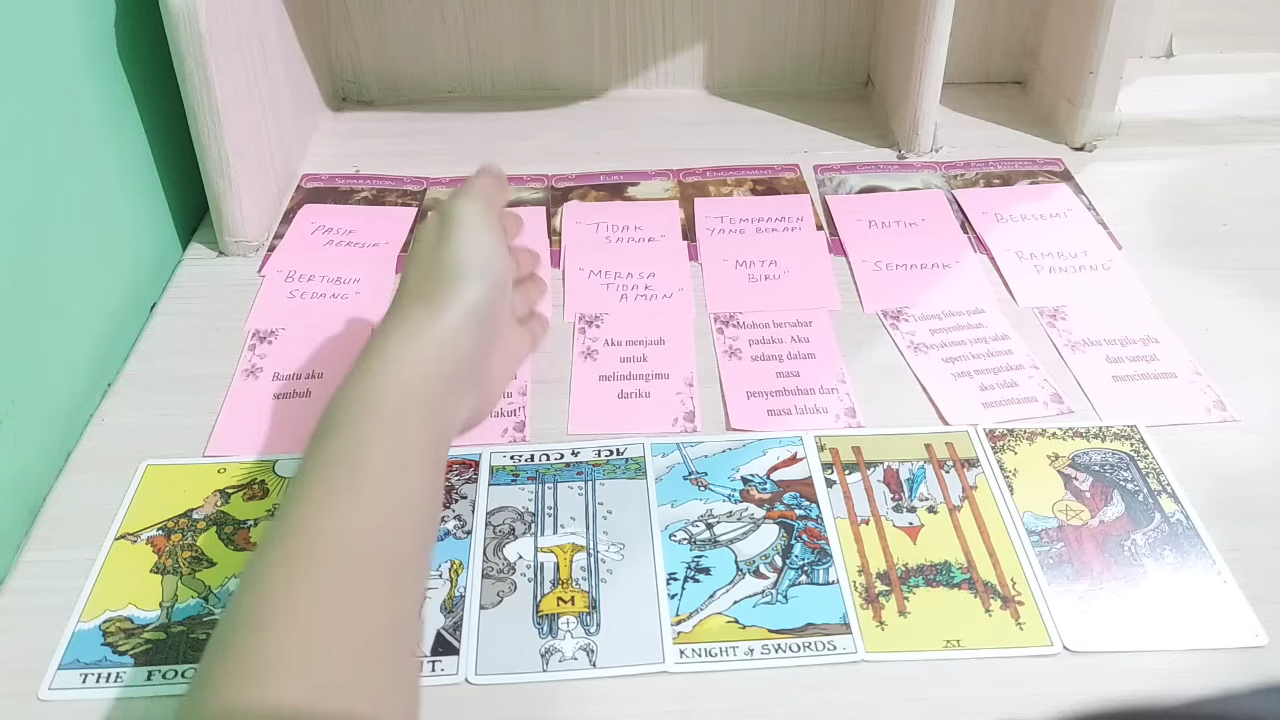 SEPARATION
FLIRT
ENGAGEMENT
"PASIF
AGRESIF"
"BERTUBUH
SEDANG"
"TIDAK
SABAR"
"MERASA
TIDAK
AMAN"
"TEMPRAMEN
YANG BERAPI"
"MATA
BIRU"
"ANTIK"
"SEMARAK"
"BERSEMI"
"RAMBUT
PANJANG"
Bantu aku
sembuh
takut!
Aku menjauh
untuk
melindungimu
dariku
Mohon bersabar
padaku. Aku
sedang dalam
masa
penyembuhan dari
masa laluku
Tolong fokus pada
penyembuhan,
keyakinan yang salah
seperti keyakinan
yang mengatakan
aku tidak
mencintaimu
Aku tergila-gila
dan sangat
mencintaimu
THE FOO
T.
ACE of CUPS.
KNIGHT of SWORDS.
IV